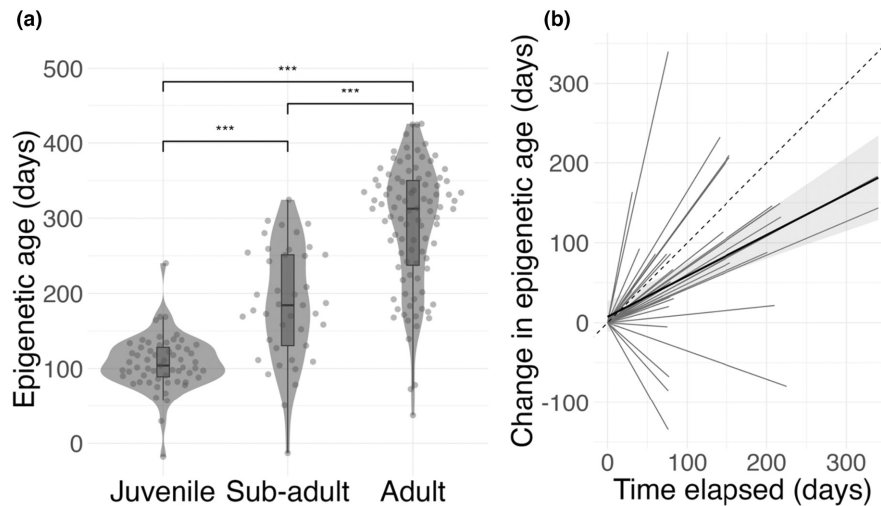 (a)
Epigenetic age (days)
500
400
300
200
100
0
***
***
***
Juvenile Sub-adult Adult
(b)
Change in epigenetic age (days)
300
200
100
0
-100
0 100 200 300
Time elapsed (days)